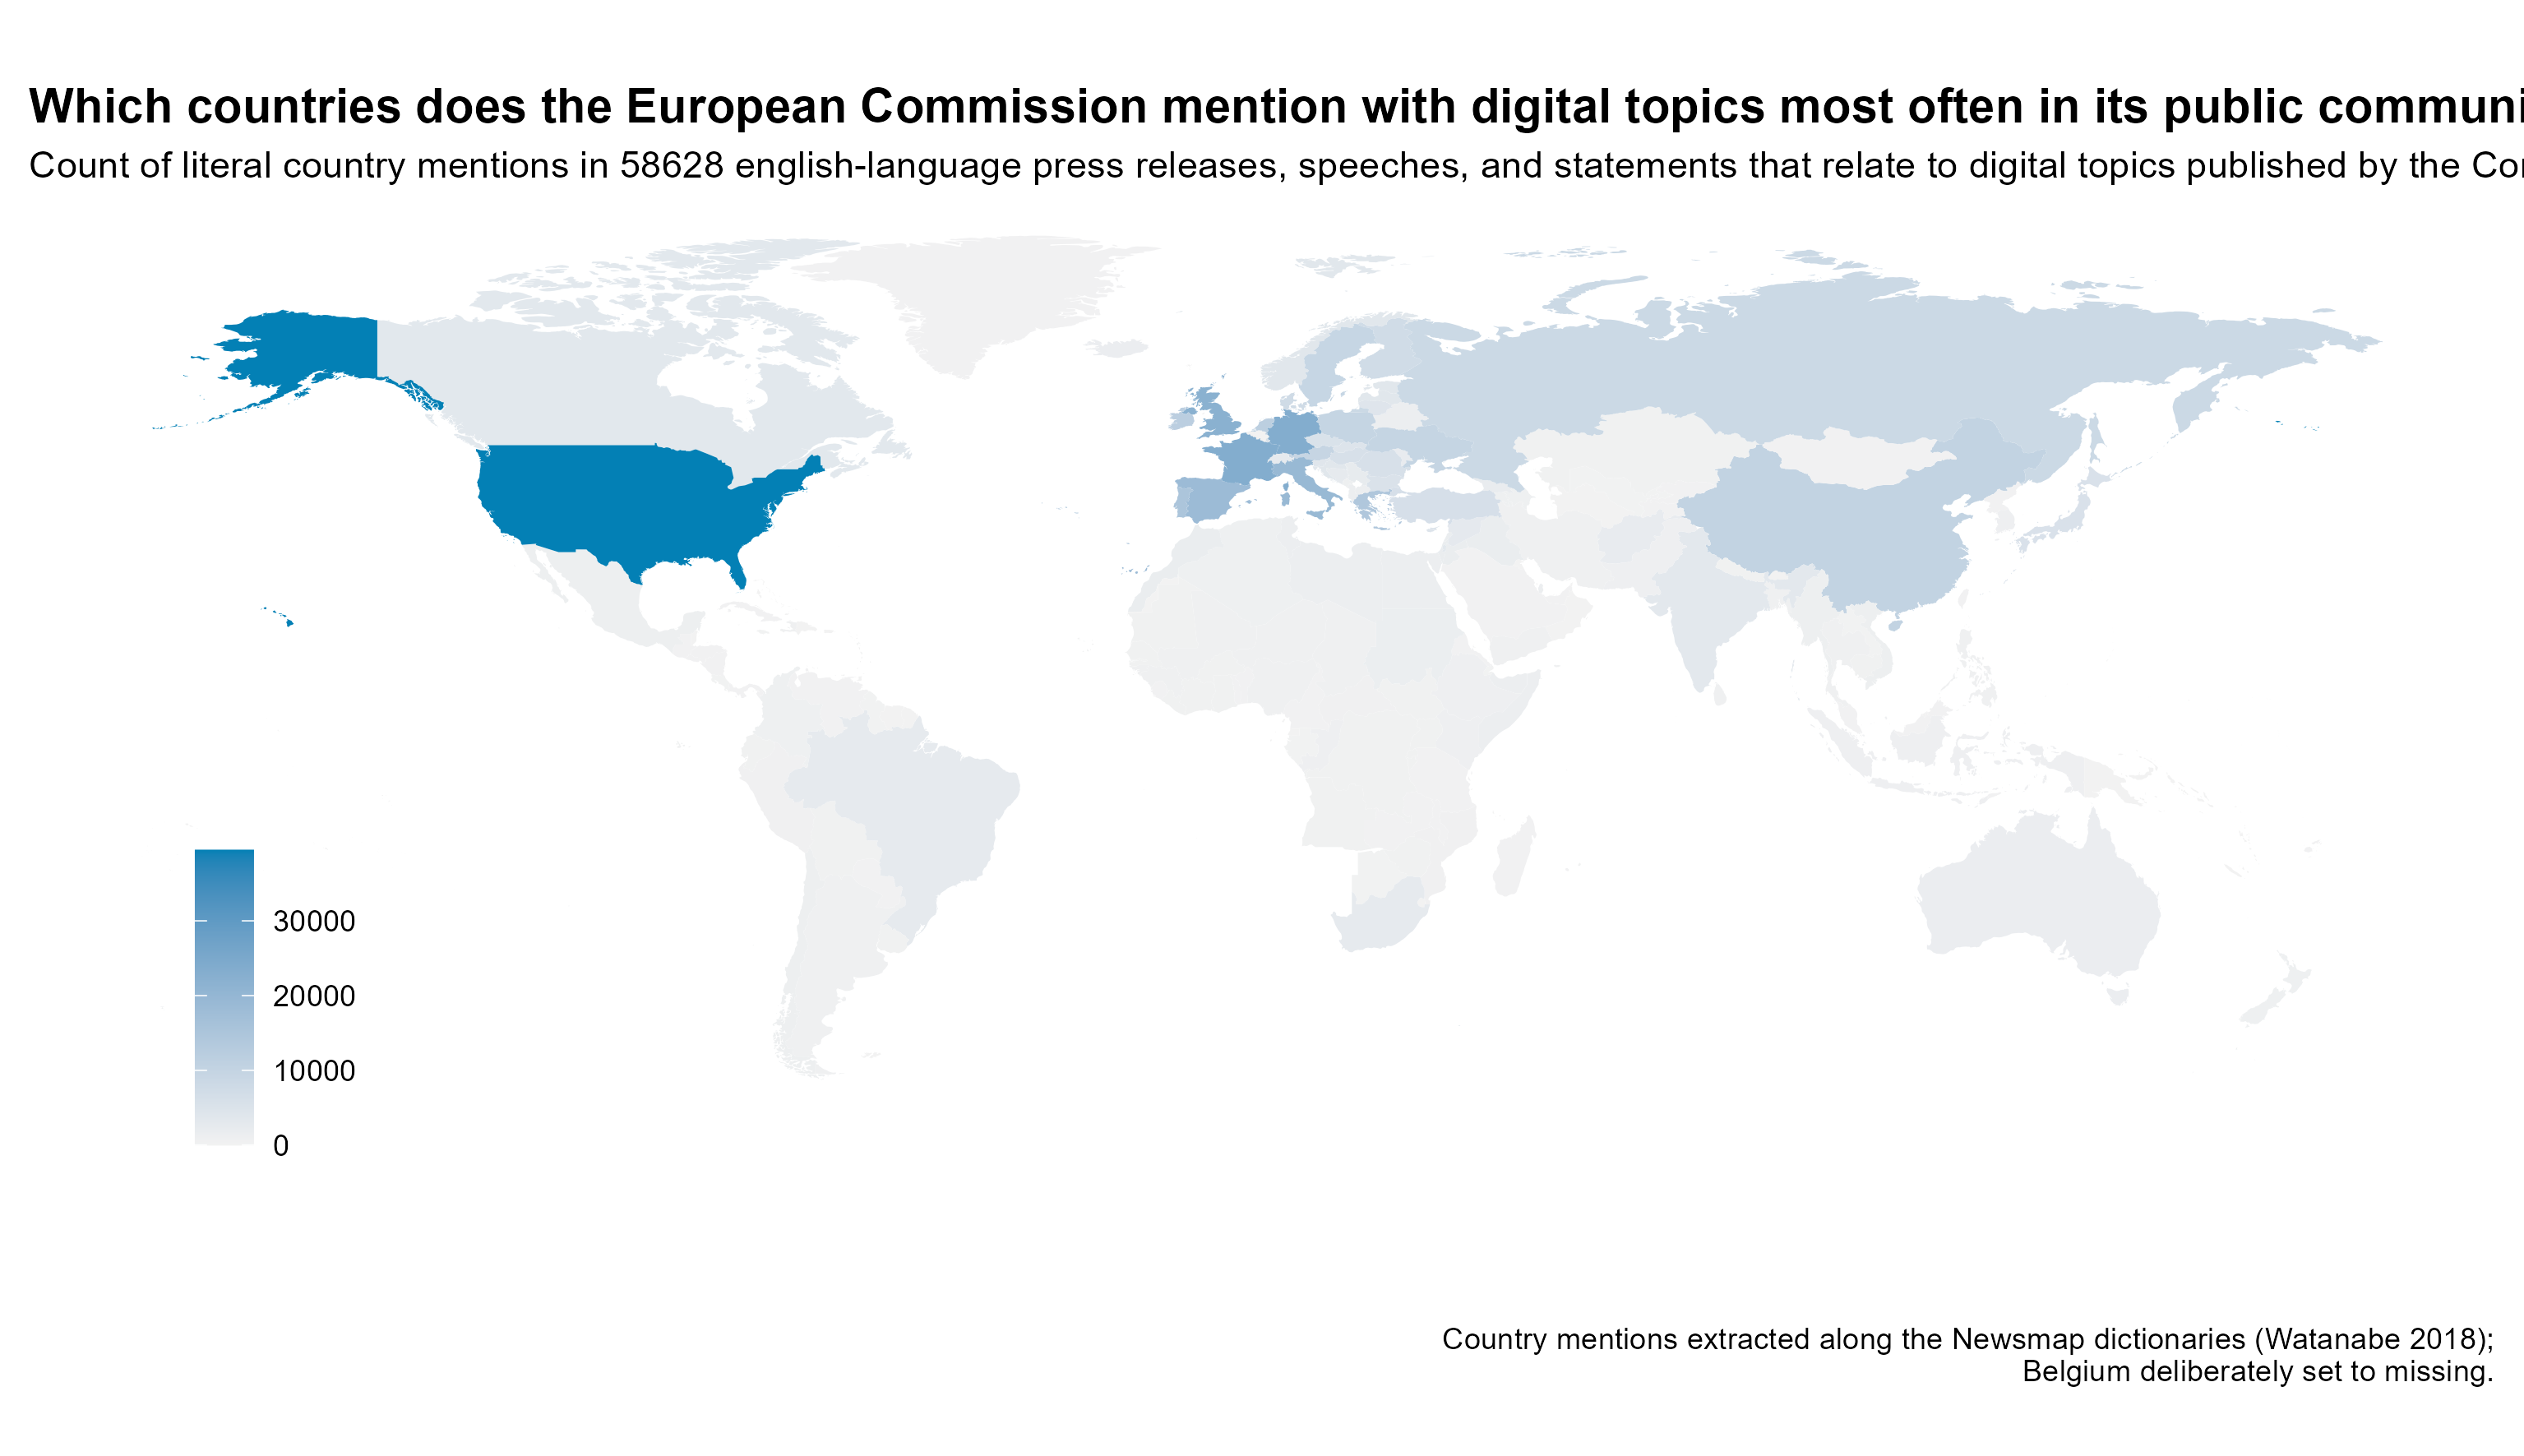 Which countries does the European Commission mention with digital topics most often in its public communi
Count of literal country mentions in 58628 english-language press releases, speeches, and statements that relate to digital topics published by the Co
30000
20000
10000
0
Country mentions extracted along the Newsmap dictionaries (Watanabe 2018);
Belgium deliberately set to missing.